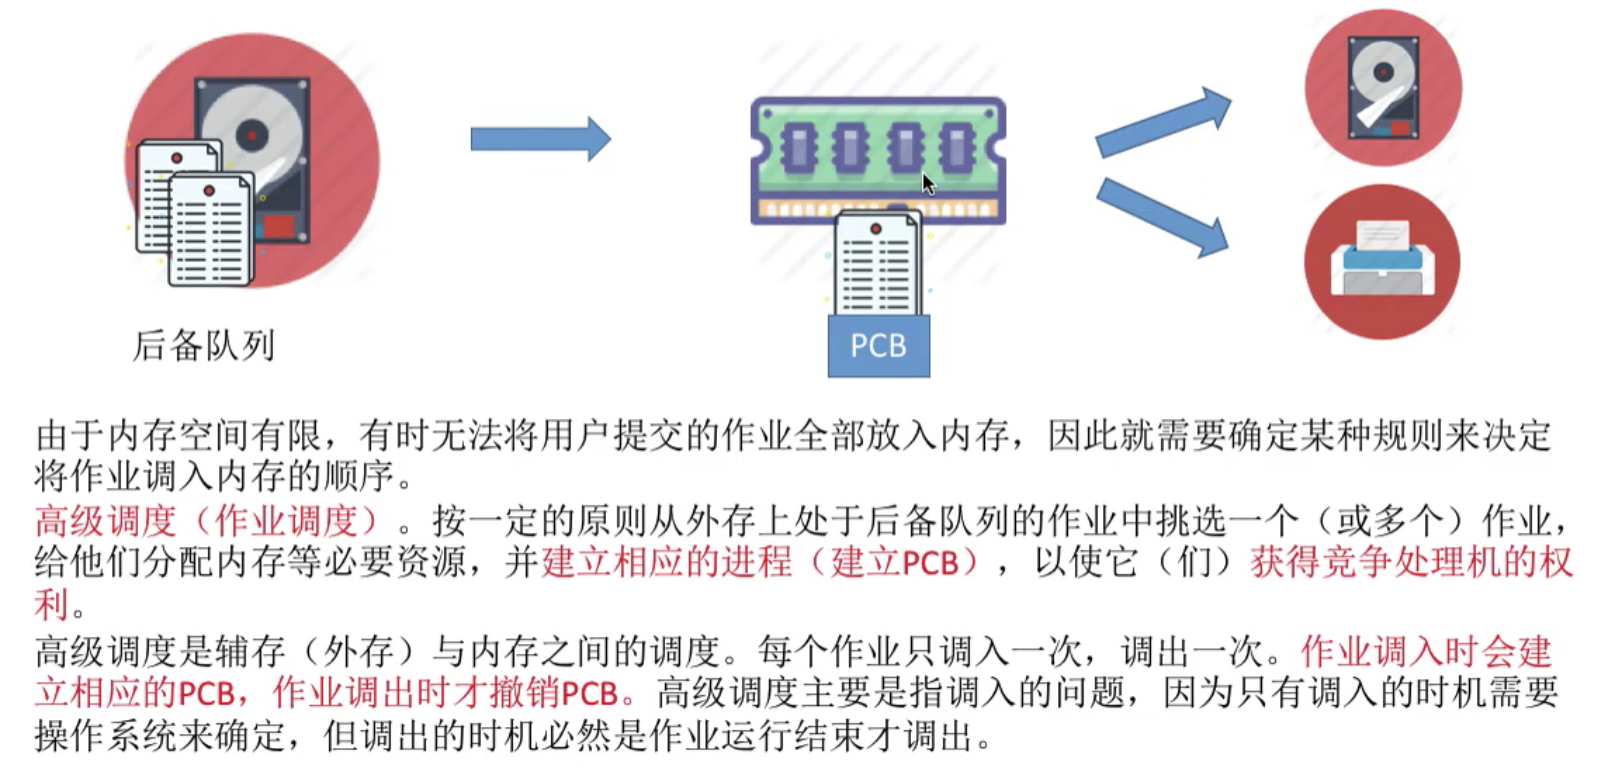 后备队列
PCB
由于内存空间有限，有时无法将用户提交的作业全部放入内存，因此就需要确定某种规则来决定
将作业调入内存的顺序。
高级调度（作业调度）。按一定的原则从外存上处于后备队列的作业中挑选一个（或多个）作业，
给他们分配内存等必要资源，并建立相应的进程（建立PCB），以使它（们）获得竞争处理机的权
利。
高级调度是辅存（外存）与内存之间的调度。每个作业只调入一次，调出一次。作业调入时会建
立相应的PCB，作业调出时才撤销PCB。高级调度主要是指调入的问题，因为只有调入的时机需要
操作系统来确定，但调出的时机必然是作业运行结束才调出。